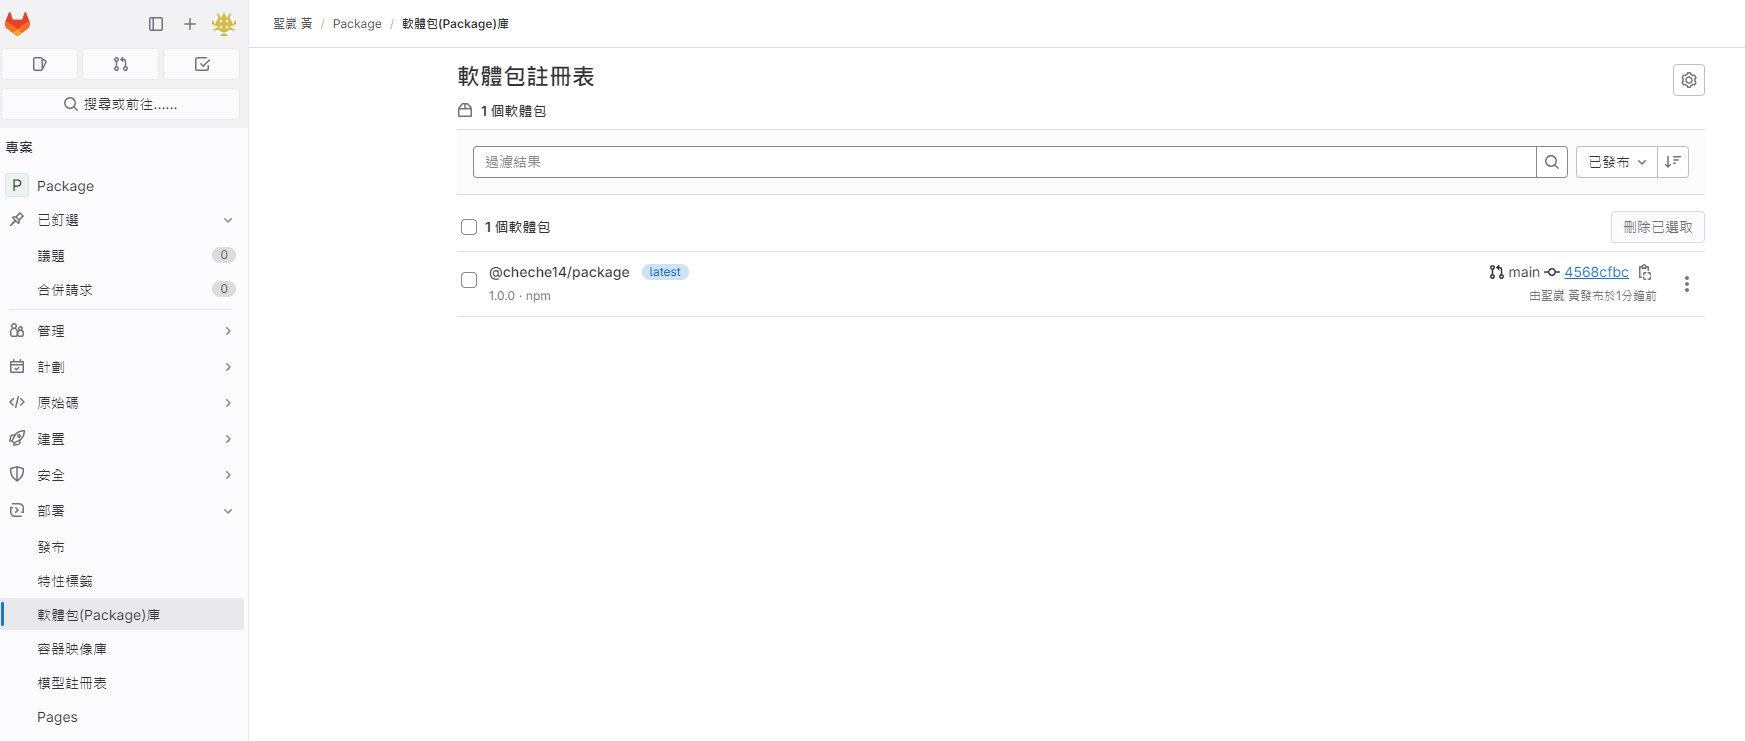 聖崴 黃 / Package / 軟體包(Package)庫
搜尋或前往......
專案
P Package
已釘選
議題 0
合併請求 0
管理
計劃
原始碼
建置
安全
部署
發布
特性標籤
軟體包(Package)庫
容器映像庫
模型註冊表
Pages
軟體包註冊表
1 個軟體包
過濾結果
已發布
1 個軟體包
刪除已選取
@cheche14/package latest
main 4568cfbc
1.0.0 · npm
由聖崴 黃發布於1分鐘前